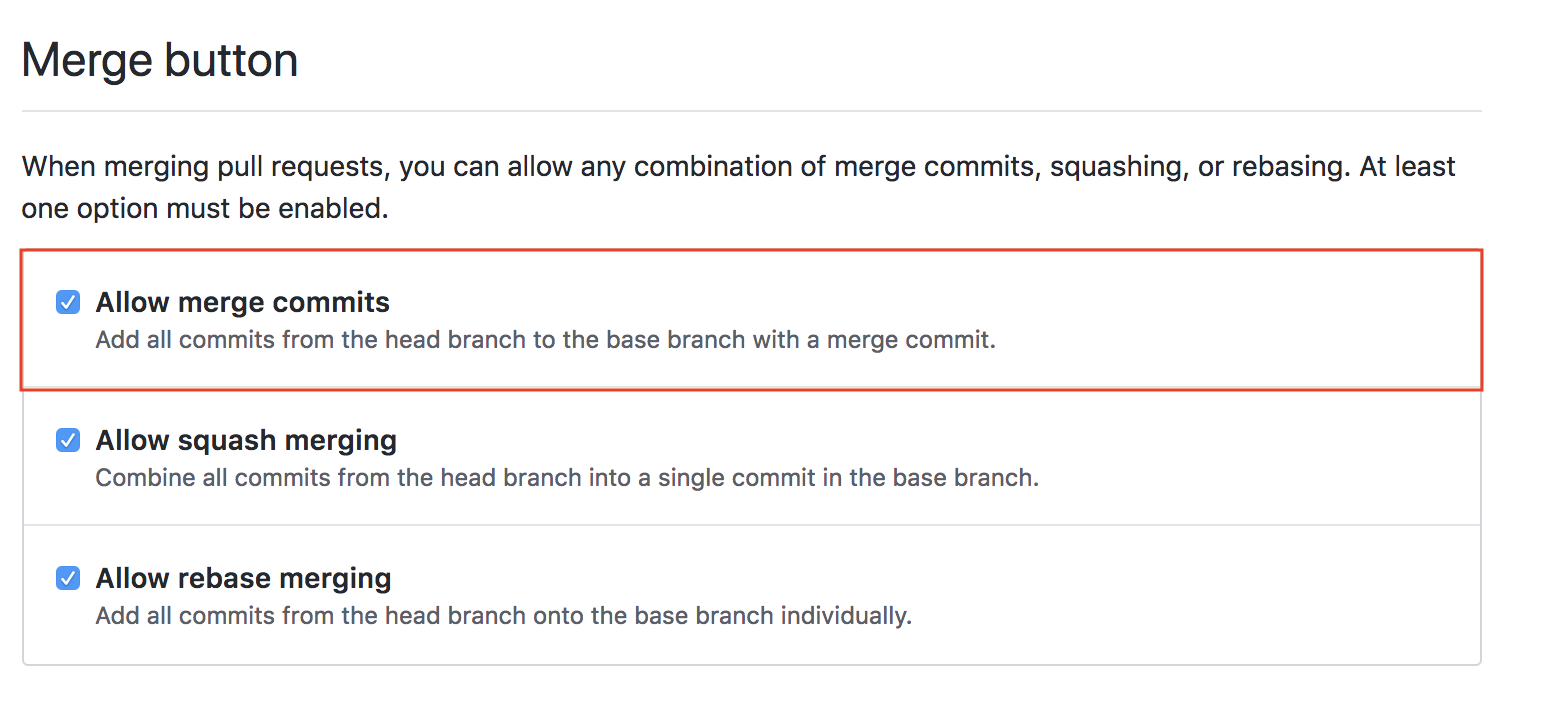 Merge button
When merging pull requests, you can allow any combination of merge commits, squashing, or rebasing. At least
one option must be enabled.
Allow merge commits
Add all commits from the head branch to the base branch with a merge commit.
Allow squash merging
Combine all commits from the head branch into a single commit in the base branch.
Allow rebase merging
Add all commits from the head branch onto the base branch individually.